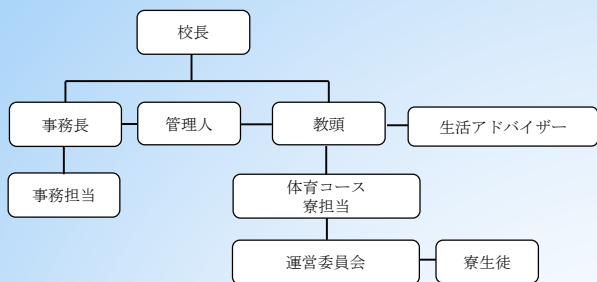 校長
事務長
管理人
教頭
生活アドバイザー
事務担当
体育コース
寮担当
運営委員会
寮生徒